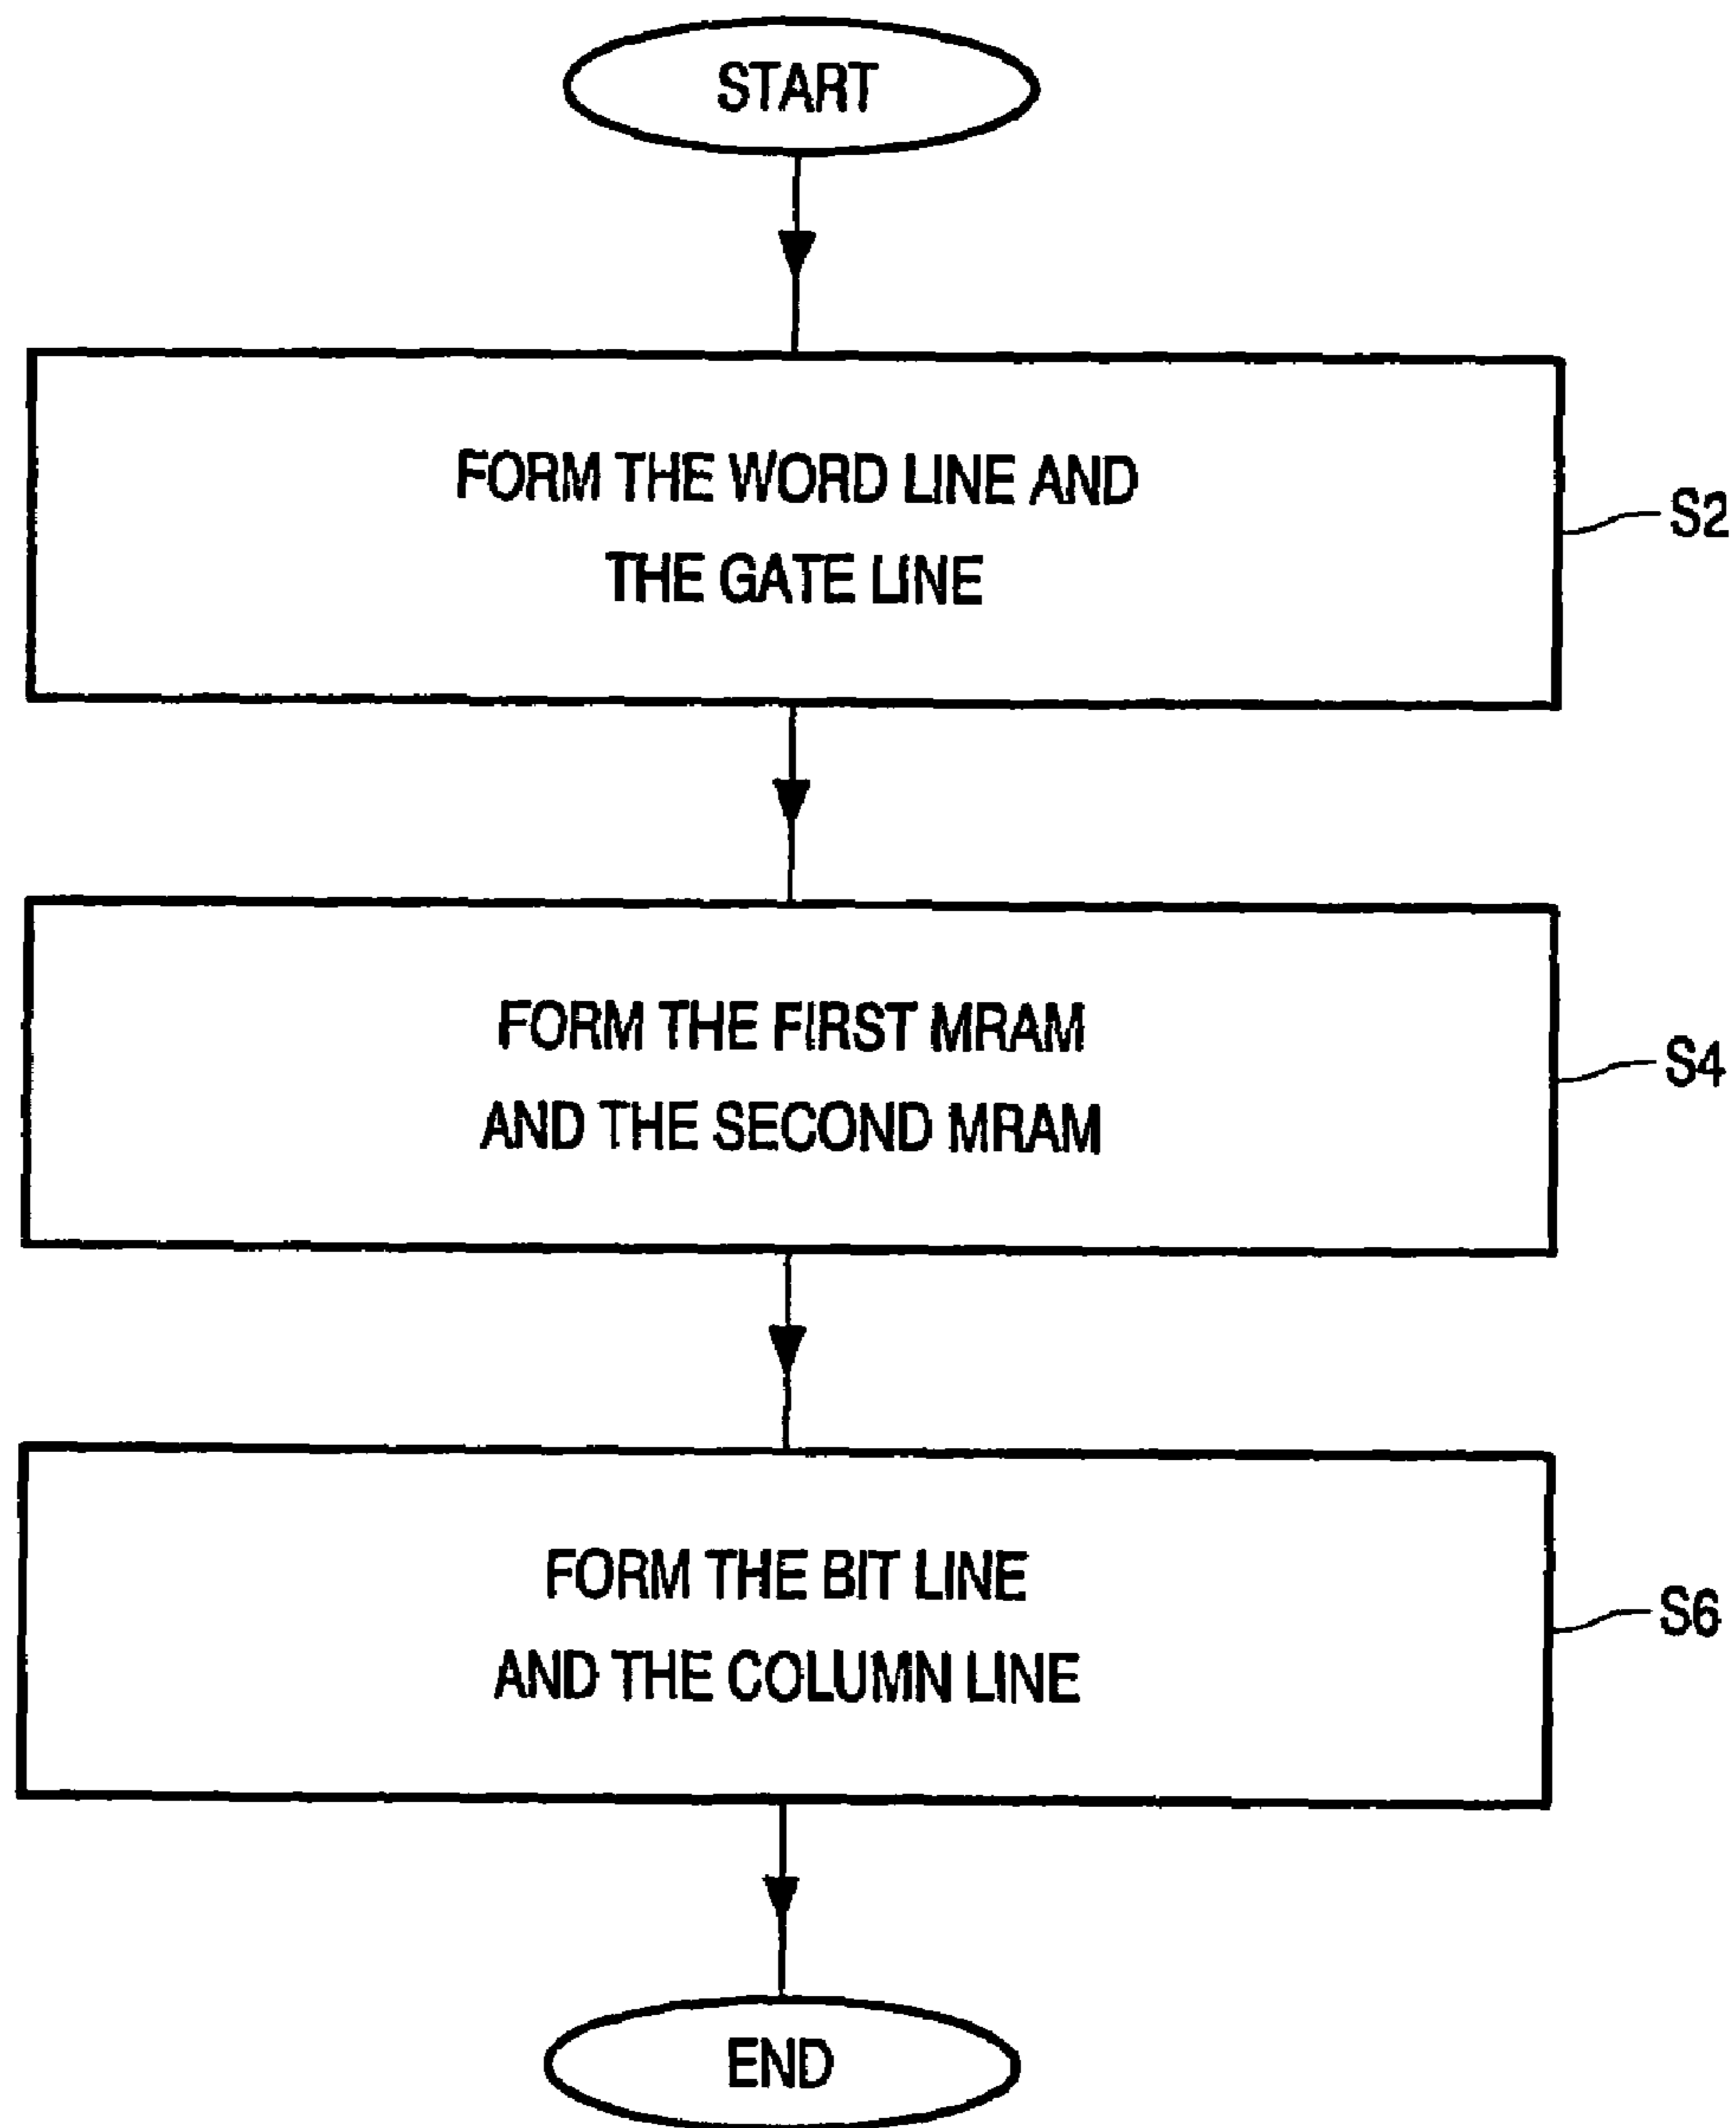 START
FORM THE WORD LINE AND
THE GATE LINE
S2
FORM THE FIRST MRAM
AND THE SECOND MRAM
S4
FORM THE BIT LINE
AND THE COLUMN LINE
S6
END